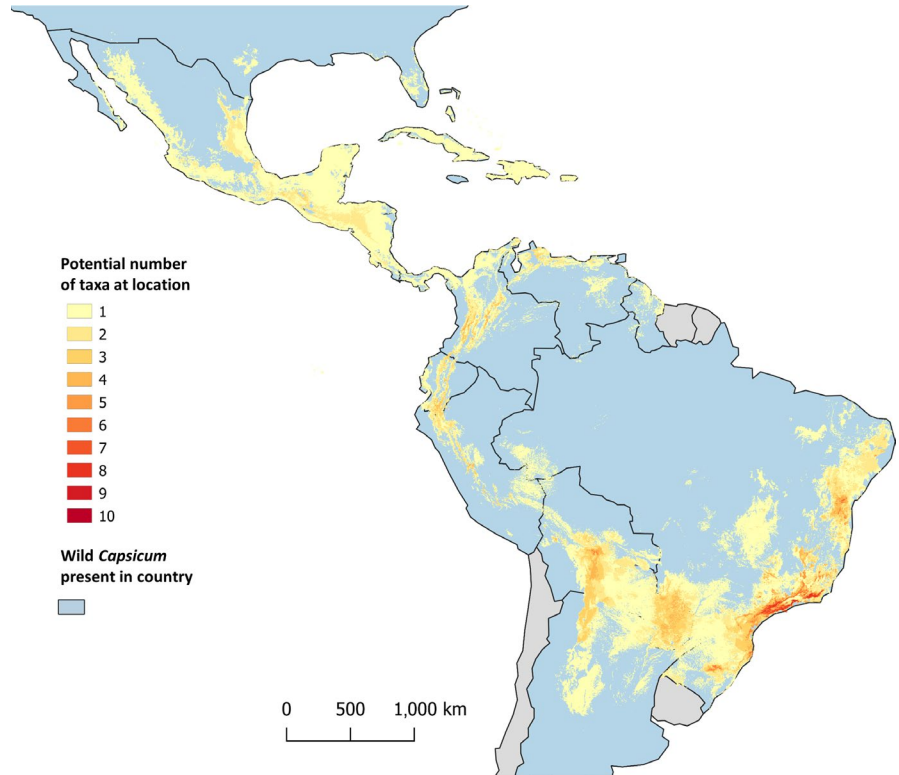 Potential number
of taxa at location
1
2
3
4
5
6
7
8
9
10
Wild Capsicum
present in country
0 500 1,000 km